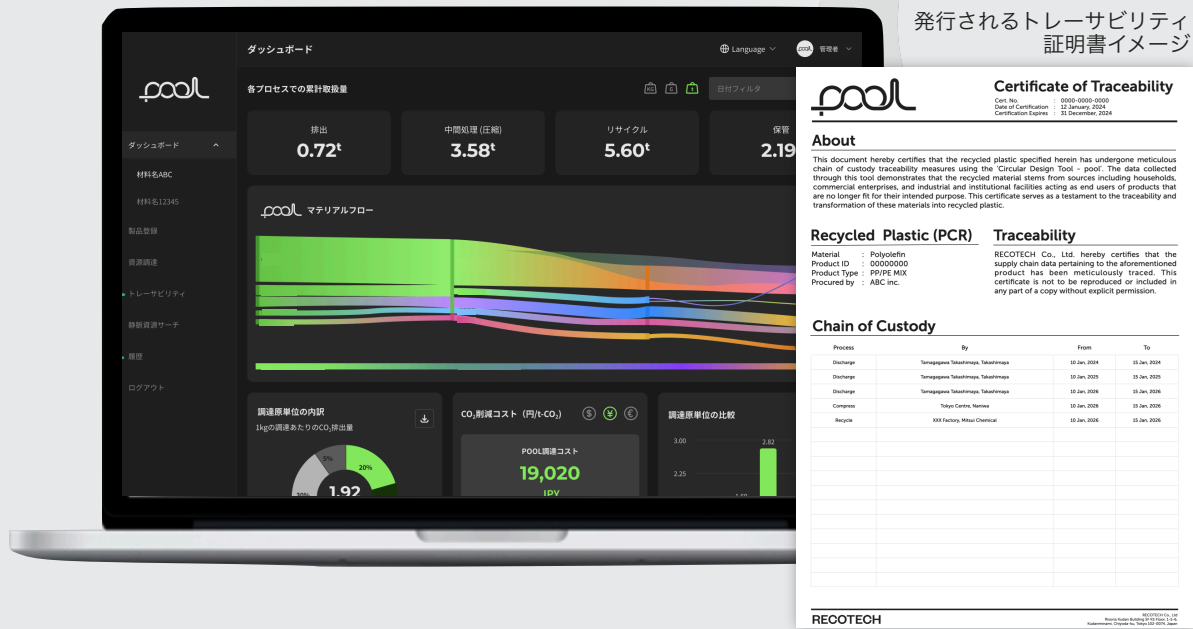 発行されるトレーサビリティ
証明書イメージ
ダッシュボード
Language
pool
管理者
pool
各プロセスでの累計取扱量
KG
G
t
日付フィルタ
ダッシュボード
材料名ABC
材料名12345
製品登録
資源調達
トレーサビリティ
静脈資源サーチ
履歴
ログアウト
排出
0.72t
中間処理 (圧縮)
3.58t
リサイクル
5.60t
保管
2.19
pool マテリアルフロー
調達原単位の内訳
1kgの調達あたりのCO₂排出量
5%
20%
30%
1.92
CO₂削減コスト（円/t-CO₂)
$
¥
€
POOL調達コスト
19,020
JPY
調達原単位の比較
3.00
2.82
2.25
pool
Certificate of Traceability
Cert. No. : 0000-0000-0000
Date of Certification : 12 January, 2024
Certification Expires : 31 December, 2024
About
This document hereby certifies that the recycled plastic specified herein has undergone meticulous
chain of custody traceability measures using the 'Circular Design Tool - pool'. The data collected
through this tool demonstrates that the recycled material stems from sources including households,
commercial enterprises, and industrial and institutional facilities acting as end users of products that
are no longer fit for their intended purpose. This certificate serves as a testament to the traceability and
transformation of these materials into recycled plastic.
Recycled Plastic (PCR)
Material : Polyolefin
Product ID : 00000000
Product Type : PP/PE MIX
Procured by : ABC inc.
Traceability
RECOTECH Co., Ltd. hereby certifies that the
supply chain data pertaining to the aforementioned
product has been meticulously traced. This
certificate is not to be reproduced or included in
any part of a copy without explicit permission.
Chain of Custody
Process By From To
Discharge Tamagagawa Takashimaya, Takashimaya 10 Jan, 2024 15 Jan, 2024
Discharge Tamagagawa Takashimaya, Takashimaya 10 Jan, 2025 15 Jan, 2025
Discharge Tamagagawa Takashimaya, Takashimaya 10 Jan, 2026 15 Jan, 2026
Compress Tokyo Centre, Naniwa 10 Jan, 2026 15 Jan, 2026
Recycle XXX Factory, Mitsui Chemical 10 Jan, 2026 15 Jan, 2026
RECOTECH
RECOTECH Co., Ltd
Kudanminami, Chiyoda-ku, Tokyo 102-0074, Japan